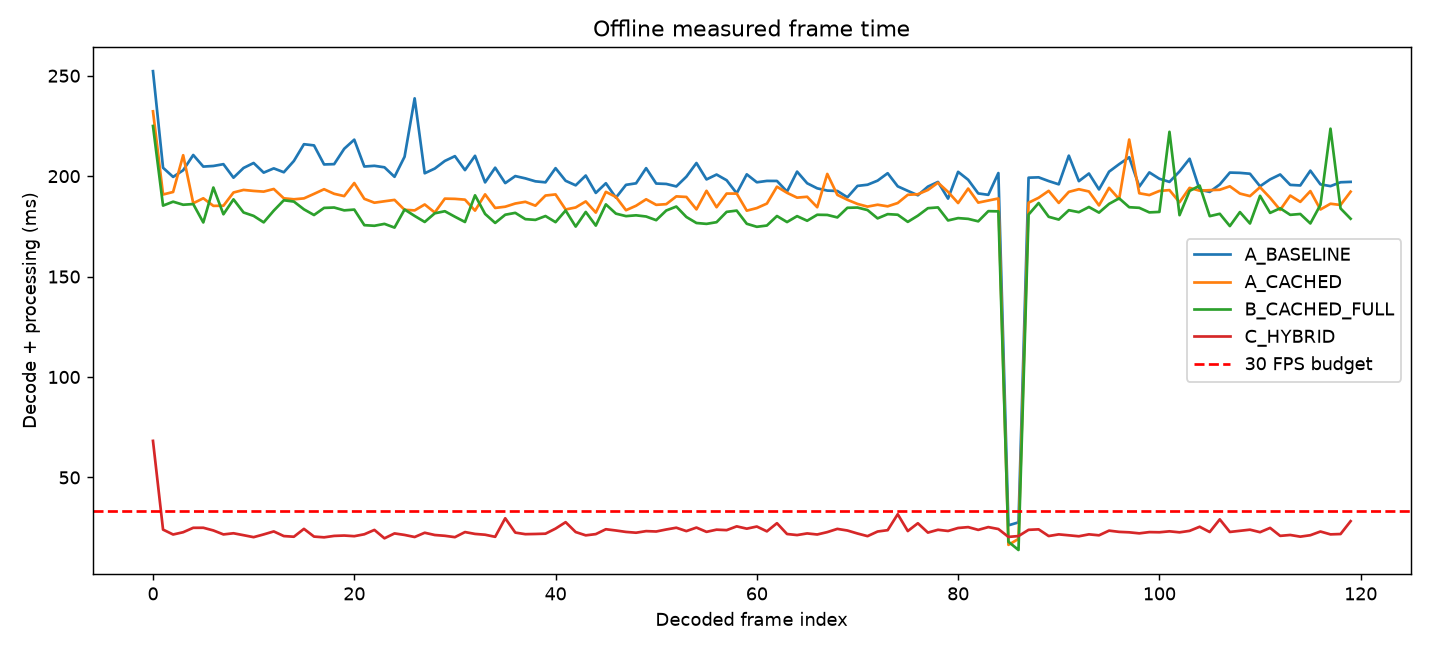 Offline measured frame time
Decode + processing (ms)
250
200
150
100
50
A_BASELINE
A_CACHED
B_CACHED_FULL
C_HYBRID
30 FPS budget
0
20
40
60
80
100
120
Decoded frame index